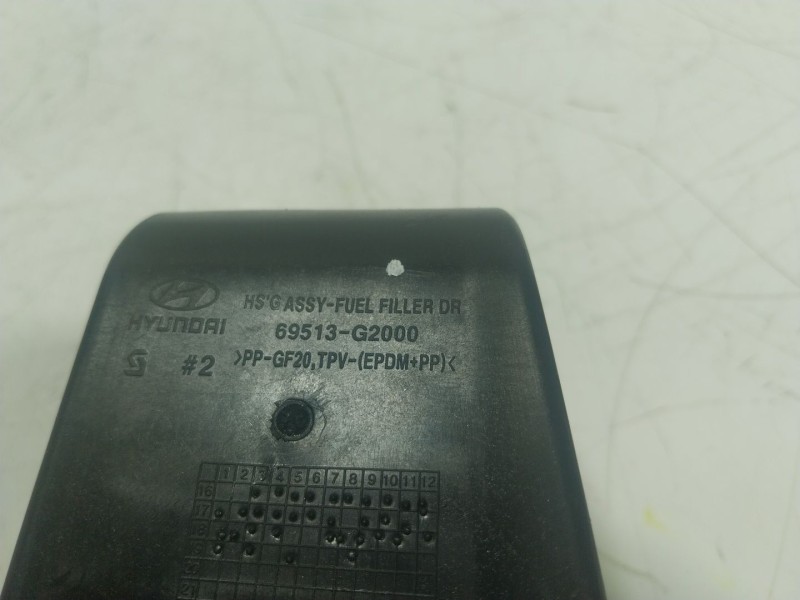 HYUNDAI
HS'G ASSY-FUEL FILLER DR
69513-G2000
>PP-GF20,TPV-(EPDM+PP)<
#2
1 2 3 4 5 6 7 8 9 10 11 12
16
17